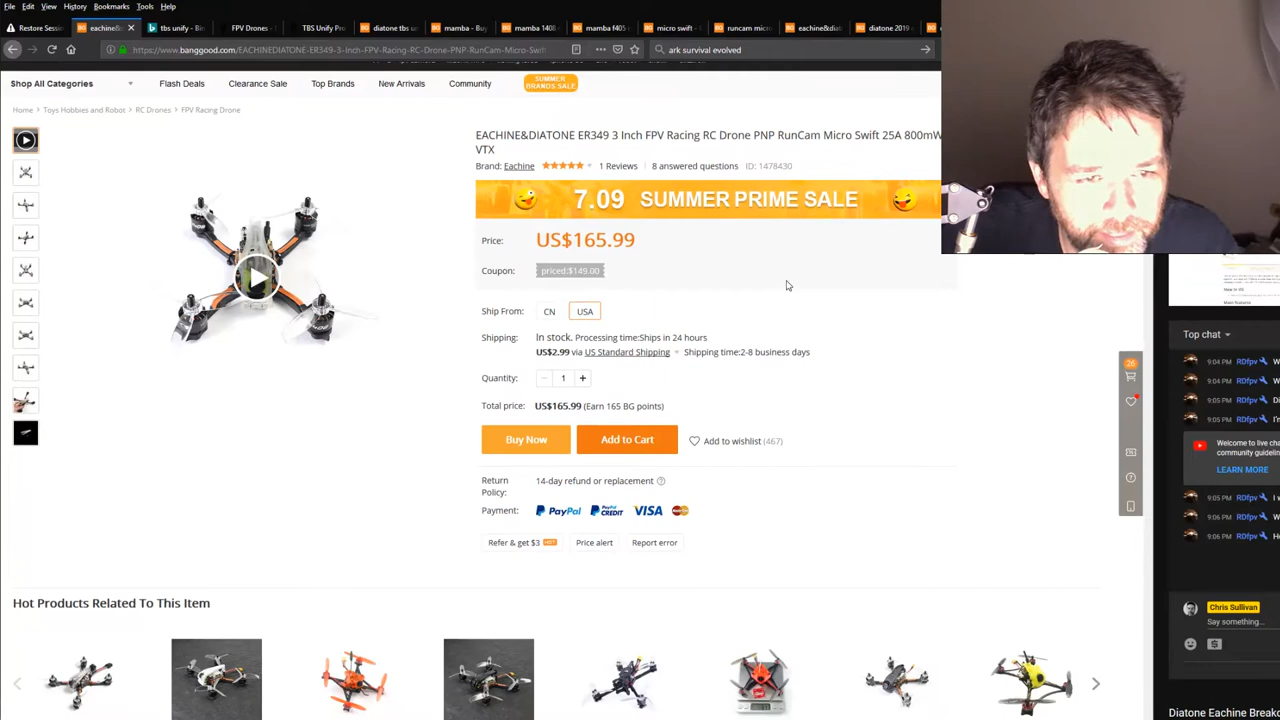 File Edit View History Bookmarks Tools Help
Restore Sessi
eachine&
tbs unify -
FPV Drones -
TBS Unify Pro
diatone tbs u
mamba - Buy
mamba 1408
mamba f405
micro swift -
runcam micro
eachine&diat
diatone 2019
https://www.banggood.com/EACHINEDIATONE-ER349-3-Inch-FPV-Racing-RC-Drone-PNP-RunCam-Micro-Swift
ark survival evolved
Shop All Categories
Flash Deals
Clearance Sale
Top Brands
New Arrivals
Community
SUMMER
BRANDS SALE
Home
Toys Hobbies and Robot
RC Drones
FPV Racing Drone
EACHINE&DIATONE ER349 3 Inch FPV Racing RC Drone PNP RunCam Micro Swift 25A 800mW
VTX
Brand: Eachine
1 Reviews
8 answered questions
ID: 1478430
7.09 SUMMER PRIME SALE
Price: US$165.99
Coupon: priced:$149.00
Ship From: CN USA
Shipping: In stock. Processing time:Ships in 24 hours
US$2.99 via US Standard Shipping
Shipping time:2-8 business days
Quantity: − 1 +
Total price: US$165.99 (Earn 165 BG points)
Buy Now
Add to Cart
Add to wishlist (467)
Return
Policy:
14-day refund or replacement
Payment: PayPal PayPal CREDIT VISA
Refer & get $3 HOT
Price alert
Report error
Hot Products Related To This Item
26
Top chat
9:04 PM RDfpv W
9:04 PM RDfpv W
9:05 PM RDfpv Di
9:05 PM RDfpv I'm
Welcome to live cha
community guidelin
LEARN MORE
9:05 PM RDfpv I w
9:06 PM RDfpv W
9:06 PM RDfpv He
Chris Sullivan
Say something...
Diatone Eachine Breakd